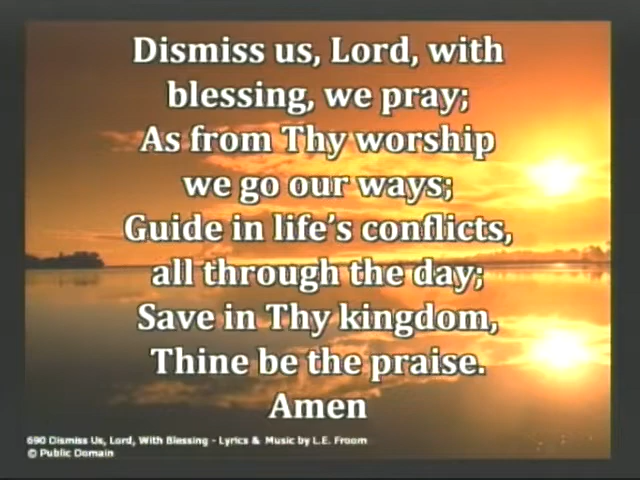 Dismiss us, Lord, with
blessing, we pray;
As from Thy worship
we go our ways;
Guide in life's conflicts,
all through the day;
Save in Thy kingdom,
Thine be the praise.
Amen
690 Dismiss Us, Lord, With Blessing - Lyrics & Music by L.E. Froom
© Public Domain